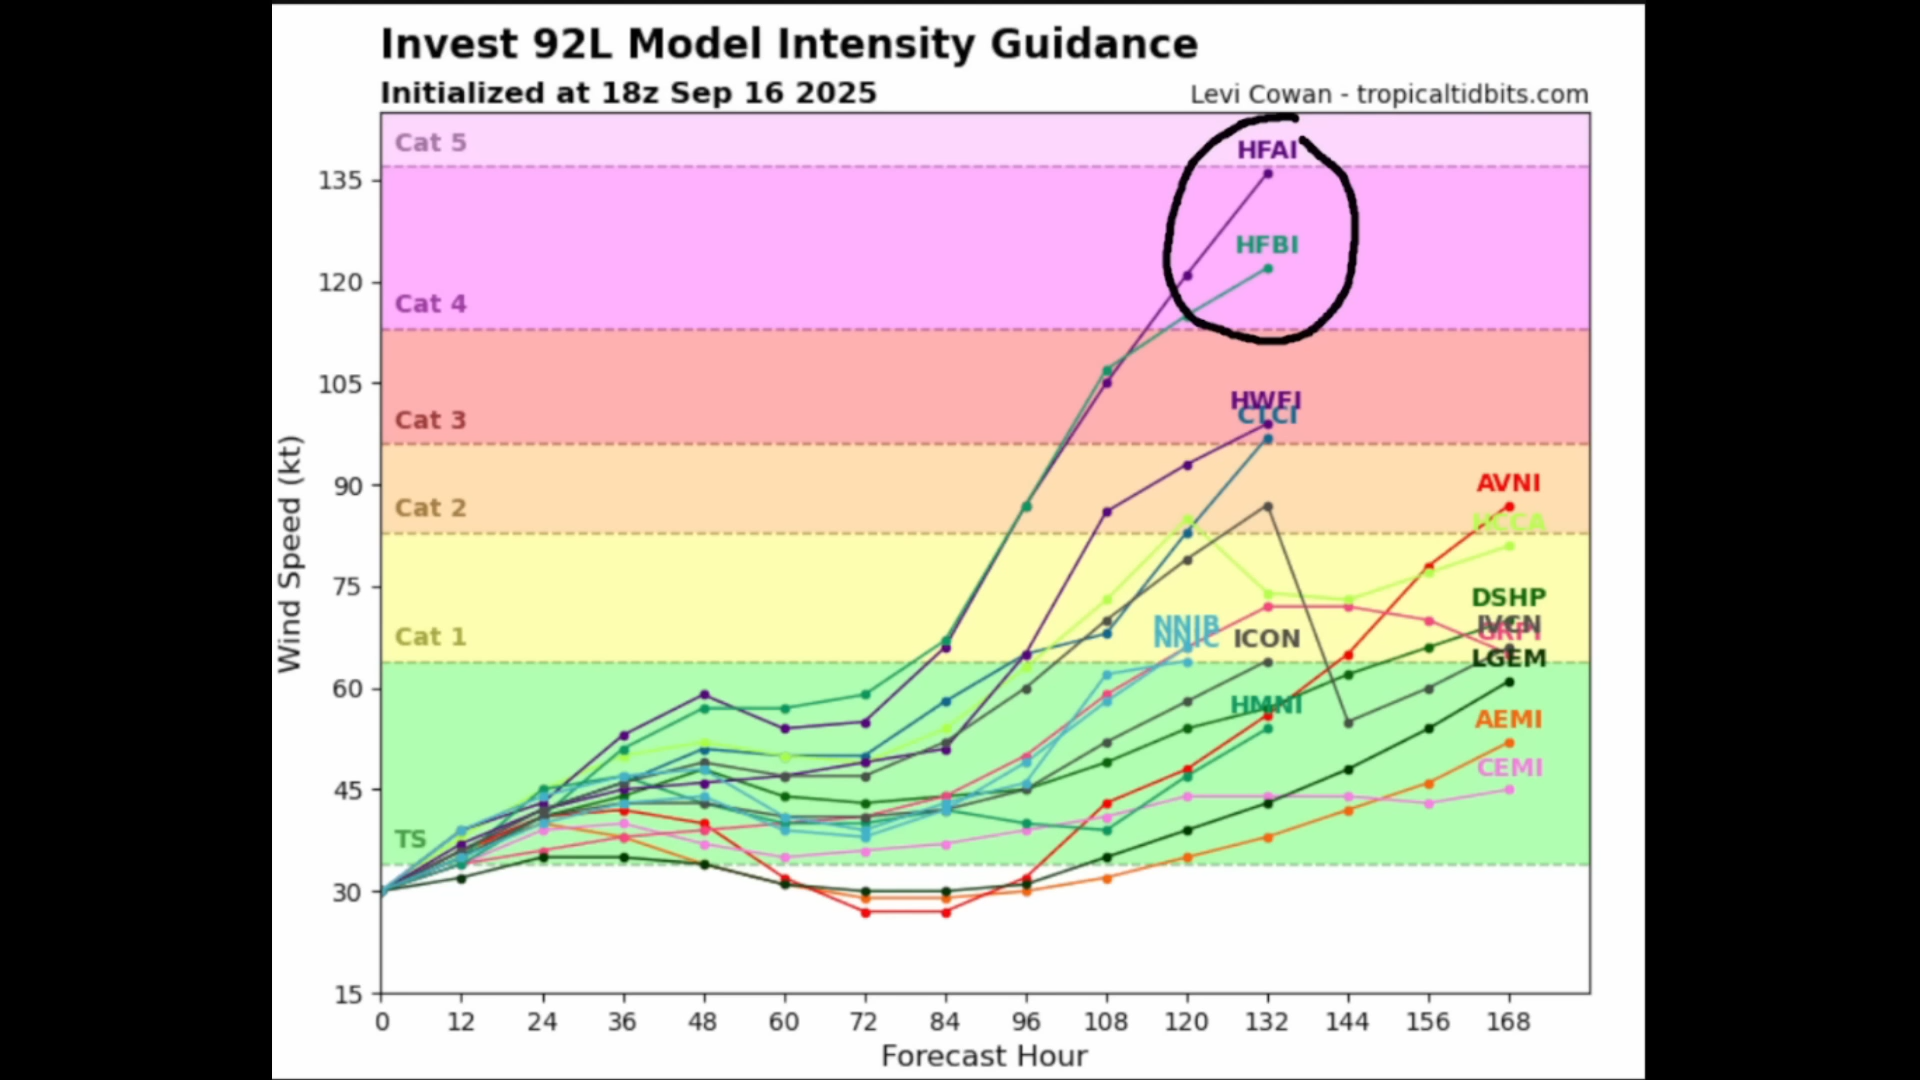 Invest 92L Model Intensity Guidance
Initialized at 18z Sep 16 2025
Levi Cowan - tropicaltidbits.com
Cat 5
HFAI
135
HFBI
120
Cat 4
105
HWFI
CTCI
Cat 3
90
AVNI
Cat 2
HCCA
75
DSHP
NNIB
NNIC
ICON
IVCN
Cat 1
LGEM
60
HMNI
AEMI
CEMI
45
TS
30
15
Wind Speed (kt)
0 12 24 36 48 60 72 84 96 108 120 132 144 156 168
Forecast Hour